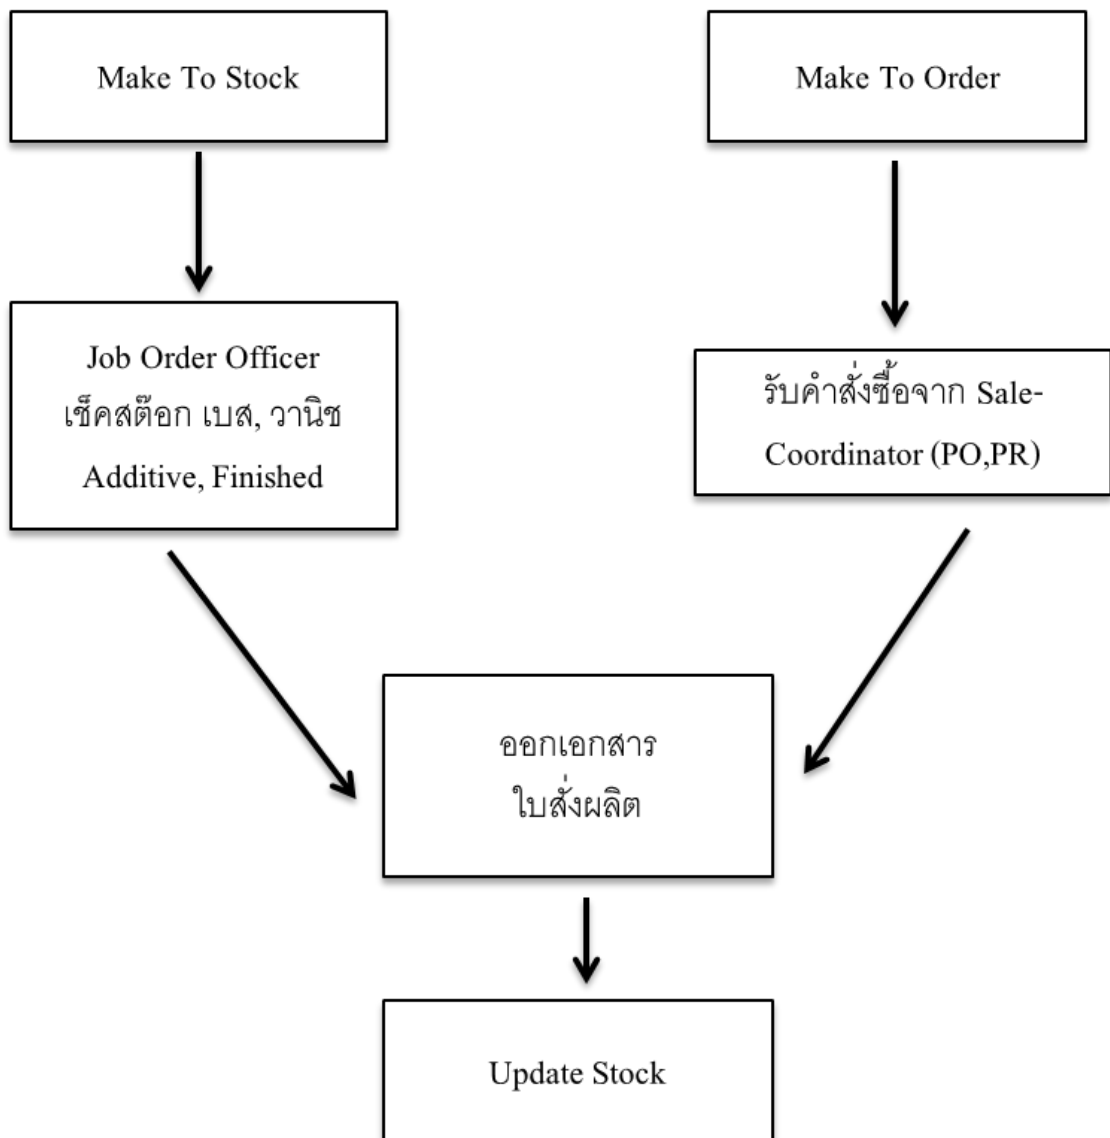 Make To Stock
Make To Order
Job Order Officer
เช็คสต๊อก เบส, วานิช
Additive, Finished
รับคำสั่งซื้อจาก Sale-
Coordinator (PO,PR)
ออกเอกสาร
ใบสั่งผลิต
Update Stock